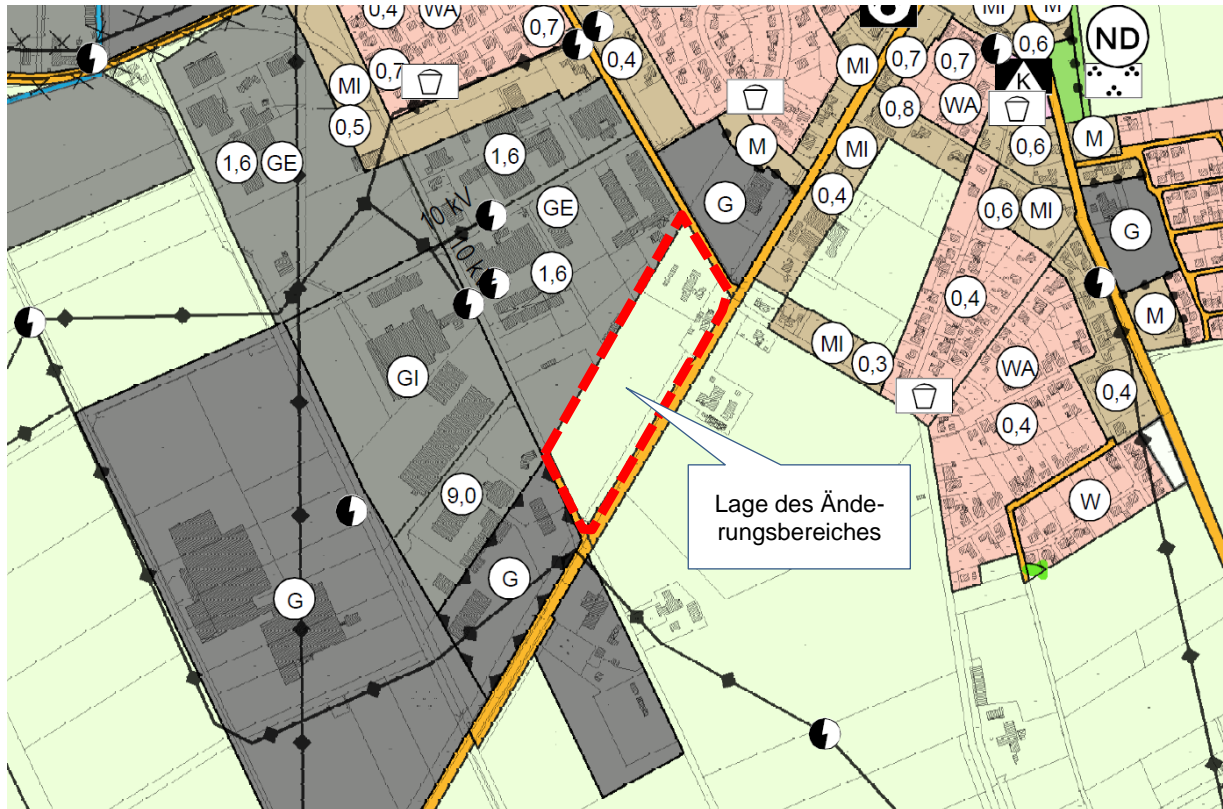 0,4
WA
0,7
MI
M
ND
0,7
MI
0,4
MI
0,7
0,7
0,6
K
0,5
0,8
WA
1,6
GE
1,6
M
MI
0,6
M
10 kV
GE
G
0,4
0,6
MI
G
10 k
1,6
0,4
M
GI
MI
0,3
WA
0,4
0,4
9,0
Lage des Ände-
rungsbereiches
W
G
G